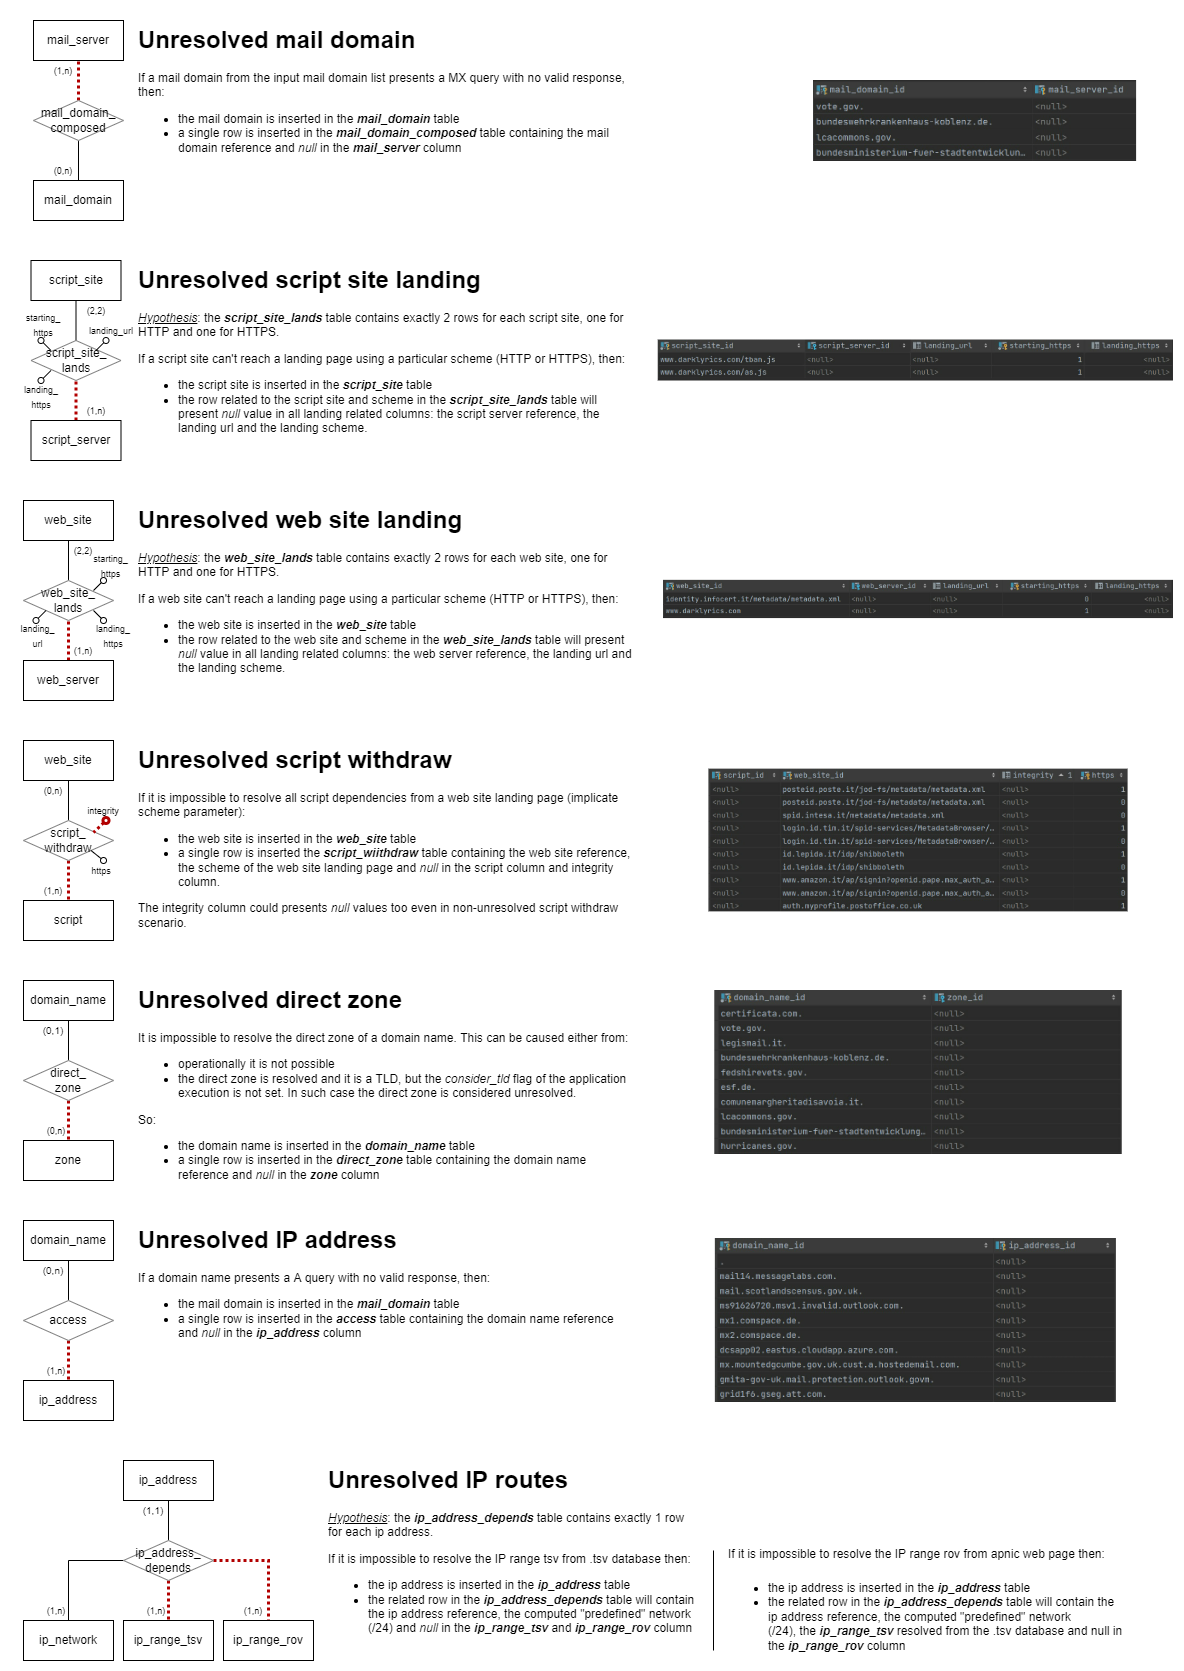 mail_server
(1,n)
mail_domain_
composed
(0,n)
mail_domain
Unresolved mail domain
If a mail domain from the input mail domain list presents a MX query with no valid response,
then:
the mail domain is inserted in the mail_domain table
a single row is inserted in the mail_domain_composed table containing the mail
domain reference and null in the mail_server column
mail_domain_id mail_server_id
vote.gov. <null>
bundeswehrkrankenhaus-koblenz.de. <null>
lcacommons.gov. <null>
bundesministerium-fuer-stadtentwicklun… <null>
script_site
(2,2)
starting_
https
landing_url
script_site_
lands
landing_
https
(1,n)
script_server
Unresolved script site landing
Hypothesis: the script_site_lands table contains exactly 2 rows for each script site, one for
HTTP and one for HTTPS.
If a script site can't reach a landing page using a particular scheme (HTTP or HTTPS), then:
the script site is inserted in the script_site table
the row related to the script site and scheme in the script_site_lands table will
present null value in all landing related columns: the script server reference, the
landing url and the landing scheme.
script_site_id script_server_id landing_url starting_https landing_https
www.darklyrics.com/tban.js <null> <null> 1 <null>
www.darklyrics.com/as.js <null> <null> 1 <null>
web_site
(2,2)
starting_
https
web_site_
lands
landing_
url
landing_
https
(1,n)
web_server
Unresolved web site landing
Hypothesis: the web_site_lands table contains exactly 2 rows for each web site, one for
HTTP and one for HTTPS.
If a web site can't reach a landing page using a particular scheme (HTTP or HTTPS), then:
the web site is inserted in the web_site table
the row related to the web site and scheme in the web_site_lands table will present
null value in all landing related columns: the web server reference, the landing url and
the landing scheme.
web_site_id web_server_id landing_url starting_https landing_https
identity.infocert.it/metadata/metadata.xml <null> <null> 0 <null>
www.darklyrics.com <null> <null> 1 <null>
web_site
(0,n)
integrity
script_
withdraw
https
(1,n)
script
Unresolved script withdraw
If it is impossible to resolve all script dependencies from a web site landing page (implicate
scheme parameter):
the web site is inserted in the web_site table
a single row is inserted the script_wiithdraw table containing the web site reference,
the scheme of the web site landing page and null in the script column and integrity
column.
The integrity column could presents null values too even in non-unresolved script withdraw
scenario.
script_id web_site_id integrity 1 https
<null> posteid.poste.it/jod-fs/metadata/metadata.xml <null> 1
<null> posteid.poste.it/jod-fs/metadata/metadata.xml <null> 0
<null> spid.intesa.it/metadata/metadata.xml <null> 0
<null> login.id.tim.it/spid-services/MetadataBrowser/… <null> 1
<null> login.id.tim.it/spid-services/MetadataBrowser/… <null> 0
<null> id.lepida.it/idp/shibboleth <null> 1
<null> id.lepida.it/idp/shibboleth <null> 0
<null> www.amazon.it/ap/signin?openid.pape.max_auth_a… <null> 1
<null> www.amazon.it/ap/signin?openid.pape.max_auth_a… <null> 0
<null> auth.myprofile.postoffice.co.uk <null> 1
domain_name
(0,1)
direct_
zone
(0,n)
zone
Unresolved direct zone
It is impossible to resolve the direct zone of a domain name. This can be caused either from:
operationally it is not possible
the direct zone is resolved and it is a TLD, but the consider_tld flag of the application
execution is not set. In such case the direct zone is considered unresolved.
So:
the domain name is inserted in the domain_name table
a single row is inserted in the direct_zone table containing the domain name
reference and null in the zone column
domain_name_id zone_id
certificata.com. <null>
vote.gov. <null>
legismail.it. <null>
bundeswehrkrankenhaus-koblenz.de. <null>
fedshirevets.gov. <null>
esf.de. <null>
comunemargheritadisavoia.it. <null>
lcacommons.gov. <null>
bundesministerium-fuer-stadtentwicklung… <null>
hurricanes.gov. <null>
domain_name
(0,n)
access
(1,n)
ip_address
Unresolved IP address
If a domain name presents a A query with no valid response, then:
the mail domain is inserted in the mail_domain table
a single row is inserted in the access table containing the domain name reference
and null in the ip_address column
domain_name_id ip_address_id
. <null>
mail14.messagelabs.com. <null>
mail.scotlandscensus.gov.uk. <null>
ms91626720.msv1.invalid.outlook.com. <null>
mx1.comspace.de. <null>
mx2.comspace.de. <null>
dcsapp02.eastus.cloudapp.azure.com. <null>
mx.mountedgcumbe.gov.uk.cust.a.hostedemail.com. <null>
gmita-gov-uk.mail.protection.outlook.govm. <null>
grid1f6.gseg.att.com. <null>
ip_address
(1,1)
ip_address_
depends
(1,n) (1,n) (1,n)
ip_network ip_range_tsv ip_range_rov
Unresolved IP routes
Hypothesis: the ip_address_depends table contains exactly 1 row
for each ip address.
If it is impossible to resolve the IP range tsv from .tsv database then:
the ip address is inserted in the ip_address table
the related row in the ip_address_depends table will contain
the ip address reference, the computed "predefined" network
(/24) and null in the ip_range_tsv and ip_range_rov column
If it is impossible to resolve the IP range rov from apnic web page then:
the ip address is inserted in the ip_address table
the related row in the ip_address_depends table will contain the
ip address reference, the computed "predefined" network
(/24), the ip_range_tsv resolved from the .tsv database and null in
the ip_range_rov column